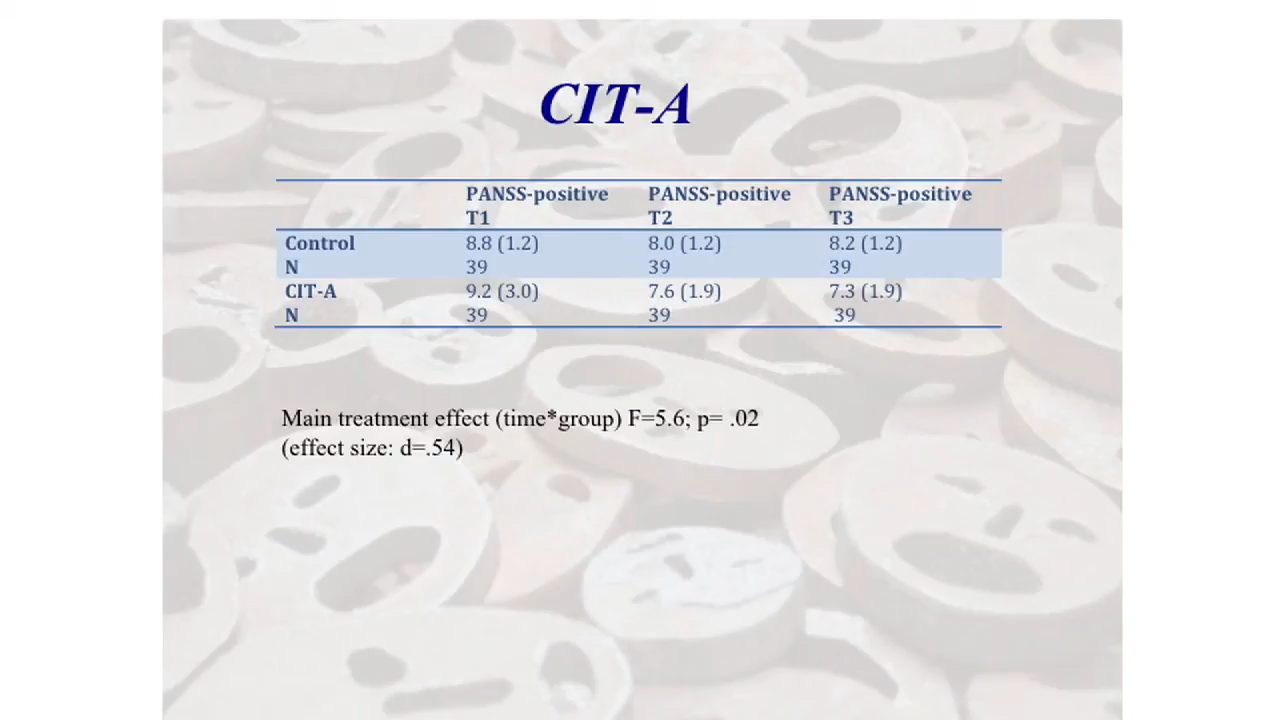 CIT-A
PANSS-positive T1 PANSS-positive T2 PANSS-positive T3
Control 8.8 (1.2) 8.0 (1.2) 8.2 (1.2)
N 39 39 39
CIT-A 9.2 (3.0) 7.6 (1.9) 7.3 (1.9)
N 39 39 39
Main treatment effect (time*group) F=5.6; p= .02
(effect size: d=.54)